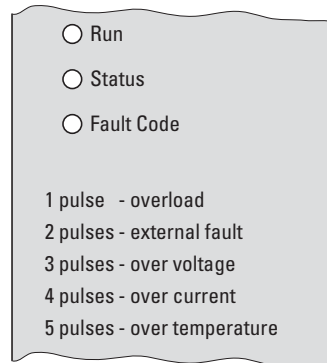 Run
Status
Fault Code
1 pulse - overload
2 pulses - external fault
3 pulses - over voltage
4 pulses - over current
5 pulses - over temperature